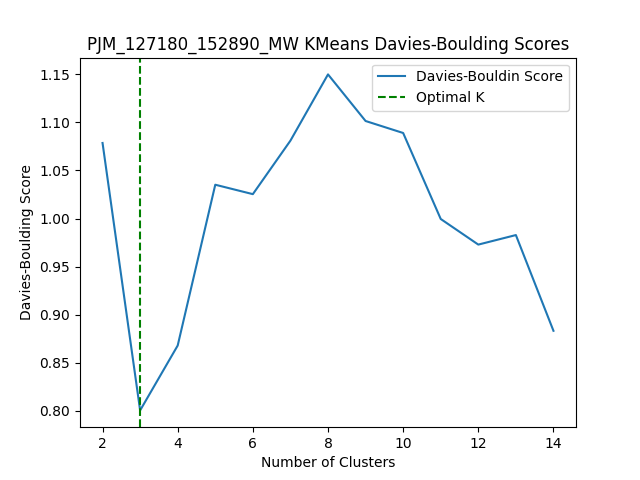 PJM_127180_152890_MW KMeans Davies-Boulding Scores
Davies-Bouldin Score
Optimal K
1.15
1.10
1.05
1.00
0.95
0.90
0.85
0.80
Davies-Boulding Score
2 4 6 8 10 12 14
Number of Clusters